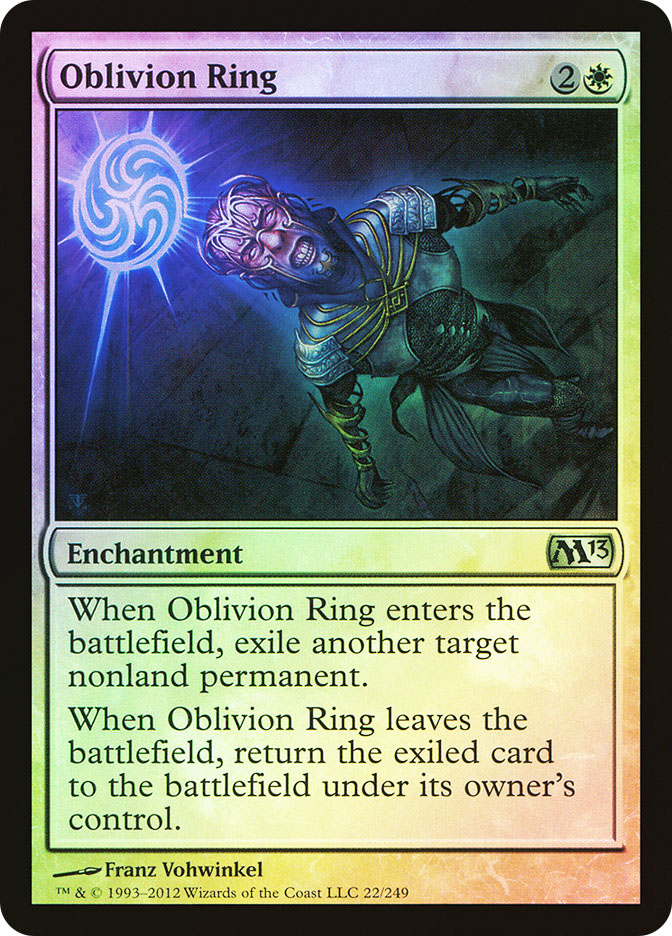 Oblivion Ring 2
Enchantment M13
When Oblivion Ring enters the
battlefield, exile another target
nonland permanent.
When Oblivion Ring leaves the
battlefield, return the exiled card
to the battlefield under its owner's
control.
Franz Vohwinkel
™ & © 1993–2012 Wizards of the Coast LLC 22/249